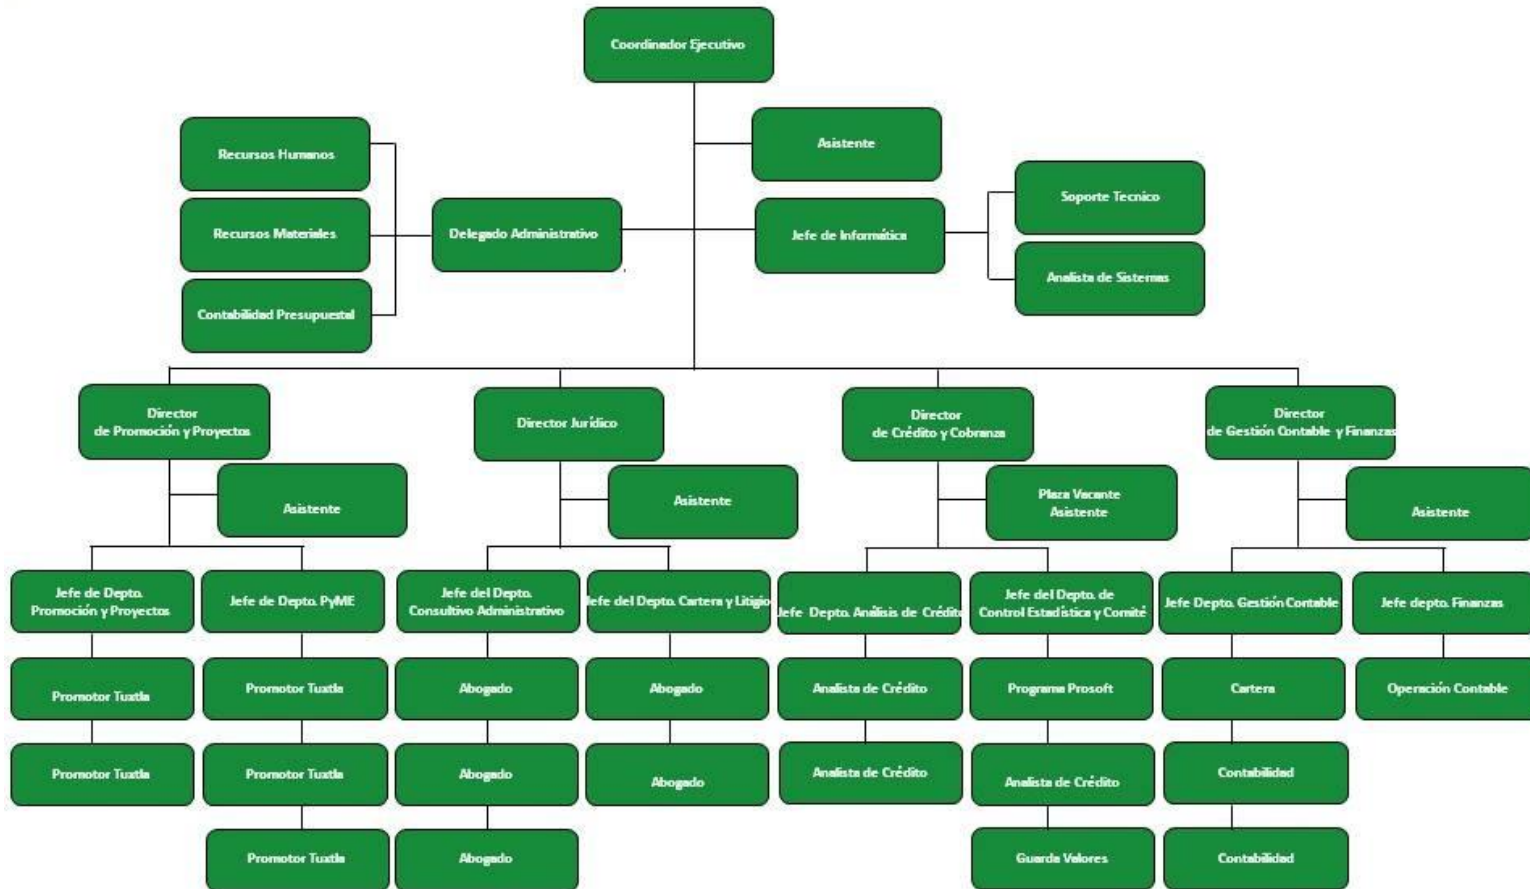 Coordinador Ejecutivo
Asistente
Recursos Humanos
Soporte Tecnico
Recursos Materiales
Delegado Administrativo
Jefe de Informática
Analista de Sistemas
Contabilidad Presupuestal
Director
de Promoción y Proyectos
Director Jurídico
Director
de Crédito y Cobranza
Director
de Gestión Contable y Finanzas
Asistente
Asistente
Plaza Vacante
Asistente
Asistente
Jefe de Depto.
Promoción y Proyectos
Jefe de Depto. PyME
Jefe del Depto.
Consultivo Administrativo
Jefe del Depto. Cartera y Litigio
Jefe Depto. Análisis de Crédito
Jefe del Depto. de
Control Estadística y Comité
Jefe Depto. Gestión Contable
Jefe depto. Finanzas
Promotor Tuxtla
Promotor Tuxtla
Abogado
Abogado
Analista de Crédito
Programa Prosoft
Cartera
Operación Contable
Promotor Tuxtla
Promotor Tuxtla
Abogado
Abogado
Analista de Crédito
Analista de Crédito
Contabilidad
Promotor Tuxtla
Abogado
Guarda Valores
Contabilidad